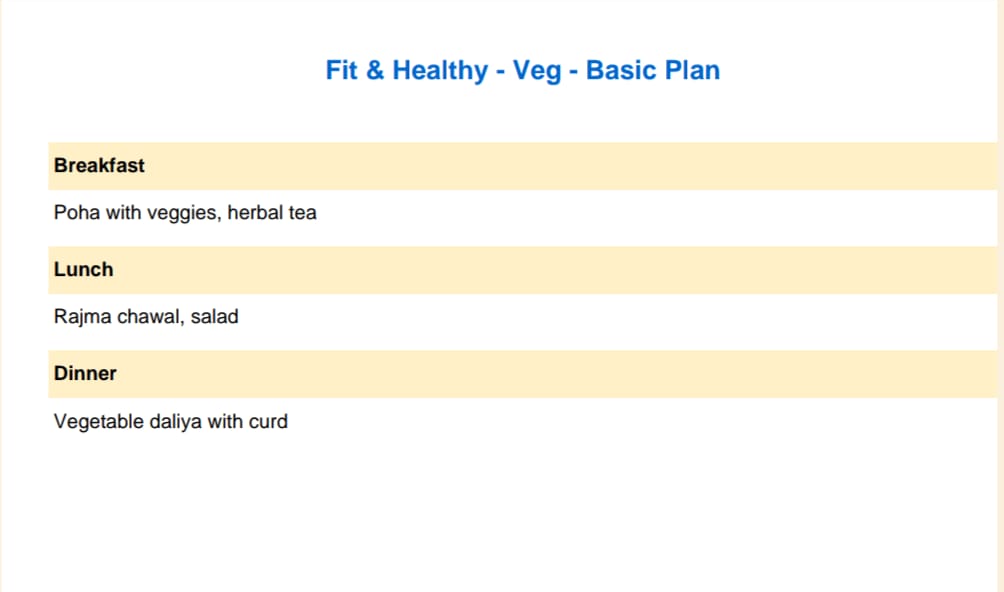 Fit & Healthy - Veg - Basic Plan
Breakfast
Poha with veggies, herbal tea
Lunch
Rajma chawal, salad
Dinner
Vegetable daliya with curd